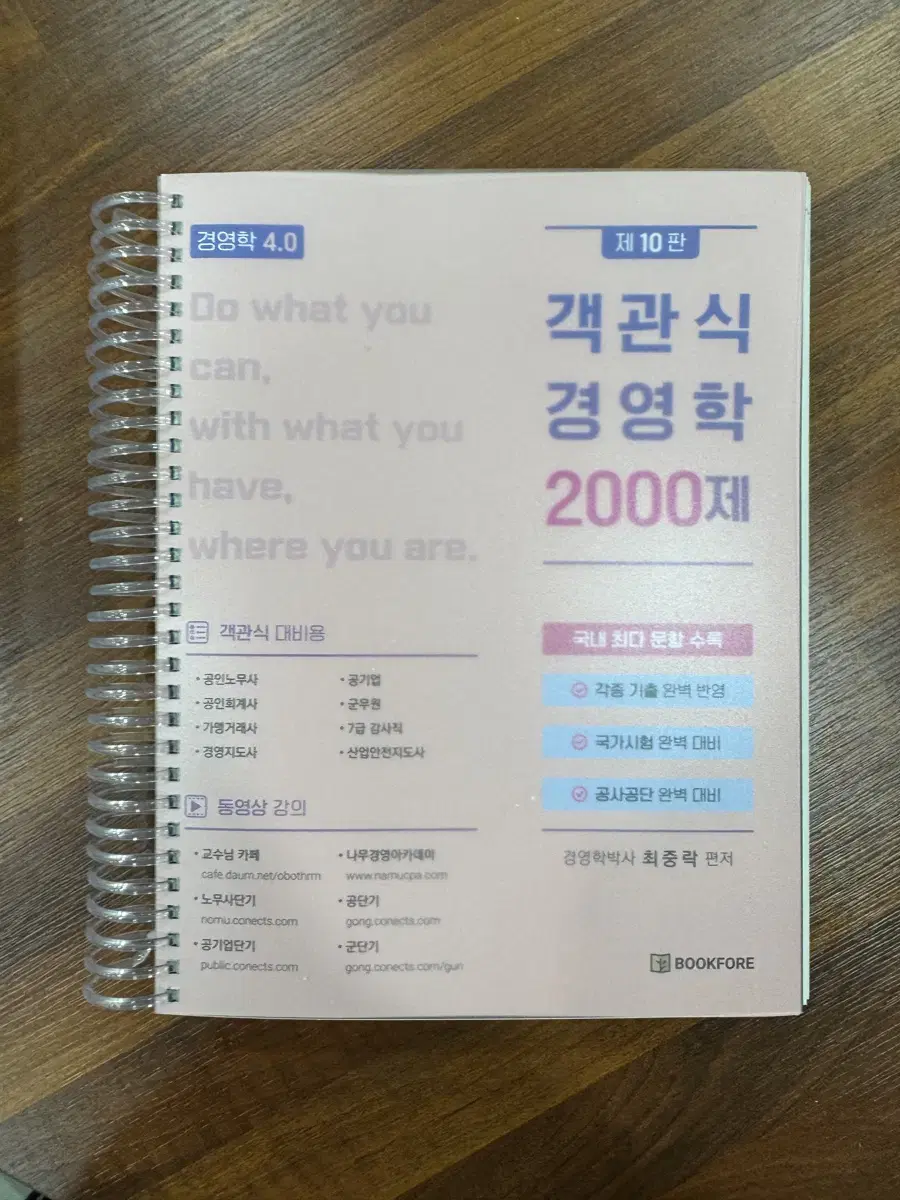 경영학 4.0
제 10 판
Do what you
can,
with what you
have,
where you are.
객관식
경영학
2000제
객관식 대비용
• 공인노무사
• 공인회계사
• 가맹거래사
• 경영지도사
• 공기업
• 군무원
• 7급 감사직
• 산업안전지도사
동영상 강의
• 교수님 카페
cafe.daum.net/obothrm
• 노무사단기
nomu.conects.com
• 공기업단기
public.conects.com
• 나무경영아카데미
www.namucpa.com
• 공단기
gong.conects.com
• 군단기
gong.conects.com/gun
국내 최다 문항 수록
각종 기출 완벽 반영
국가시험 완벽 대비
공사공단 완벽 대비
경영학박사 최중락 편저
BOOKFORE